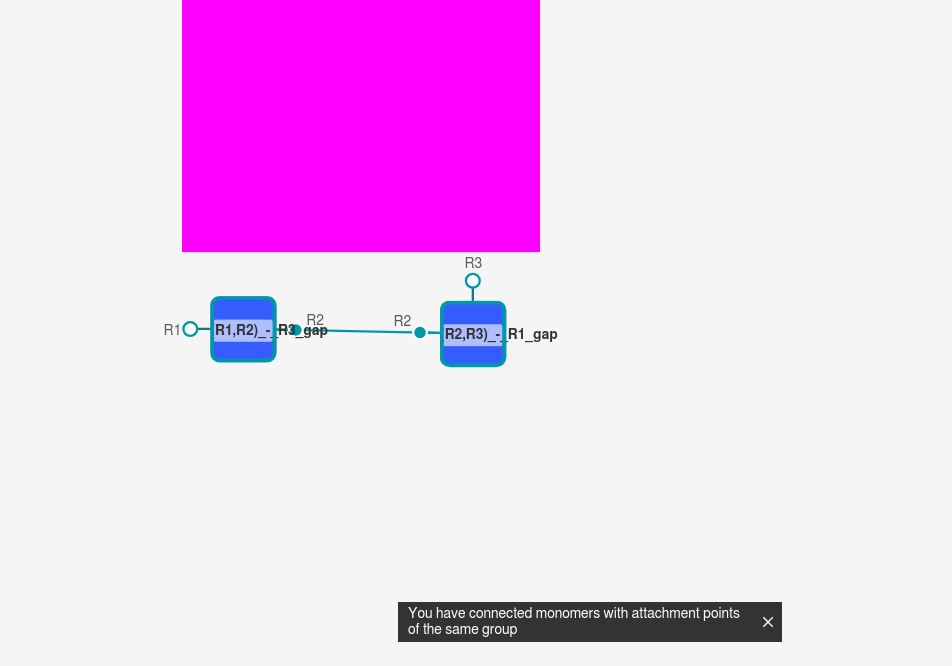 R3
R1
R1,R2)_-_R3_gap
R2
R2
R2,R3)_-_R1_gap
You have connected monomers with attachment points
of the same group